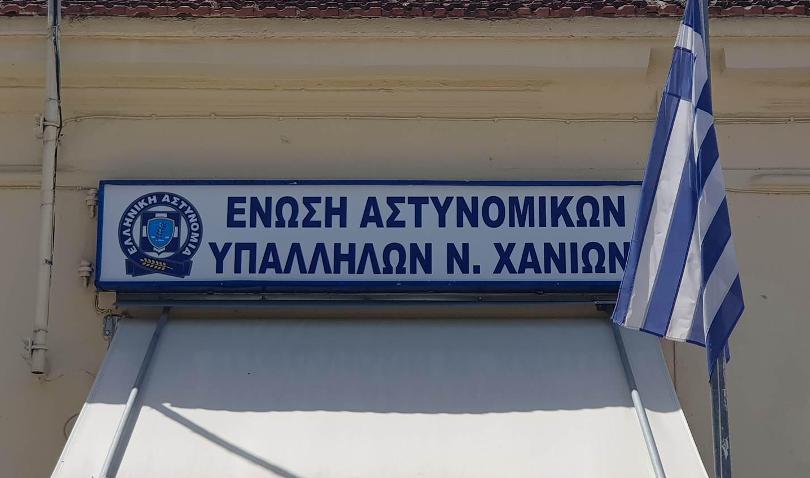 ΕΛΛΗΝΙΚΗ ΑΣΤΥΝΟΜΙΑ
ΕΝΩΣΗ ΑΣΤΥΝΟΜΙΚΩΝ
ΥΠΑΛΛΗΛΩΝ Ν. ΧΑΝΙΩΝ